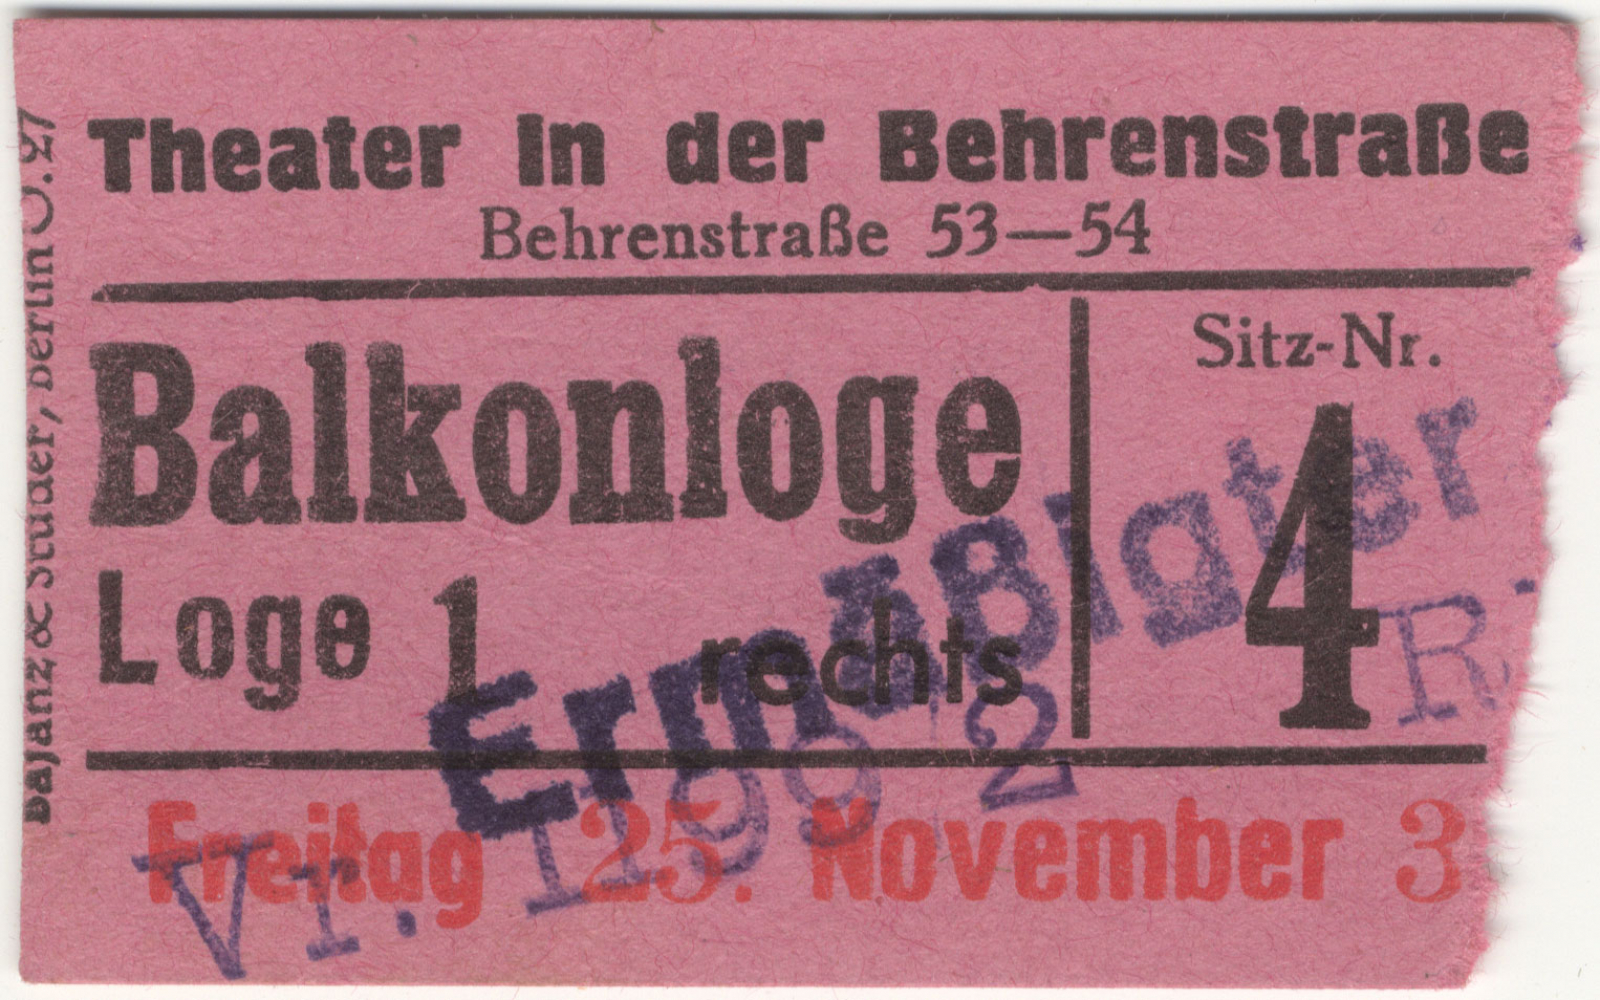 Theater in der Behrenstraße
Behrenstraße 53—54
Balkonloge
Loge 1 rechts
Sitz-Nr.
4
Ermäßigter
Freitag 25. November 3
Bajanz & Studer, Berlin O. 27